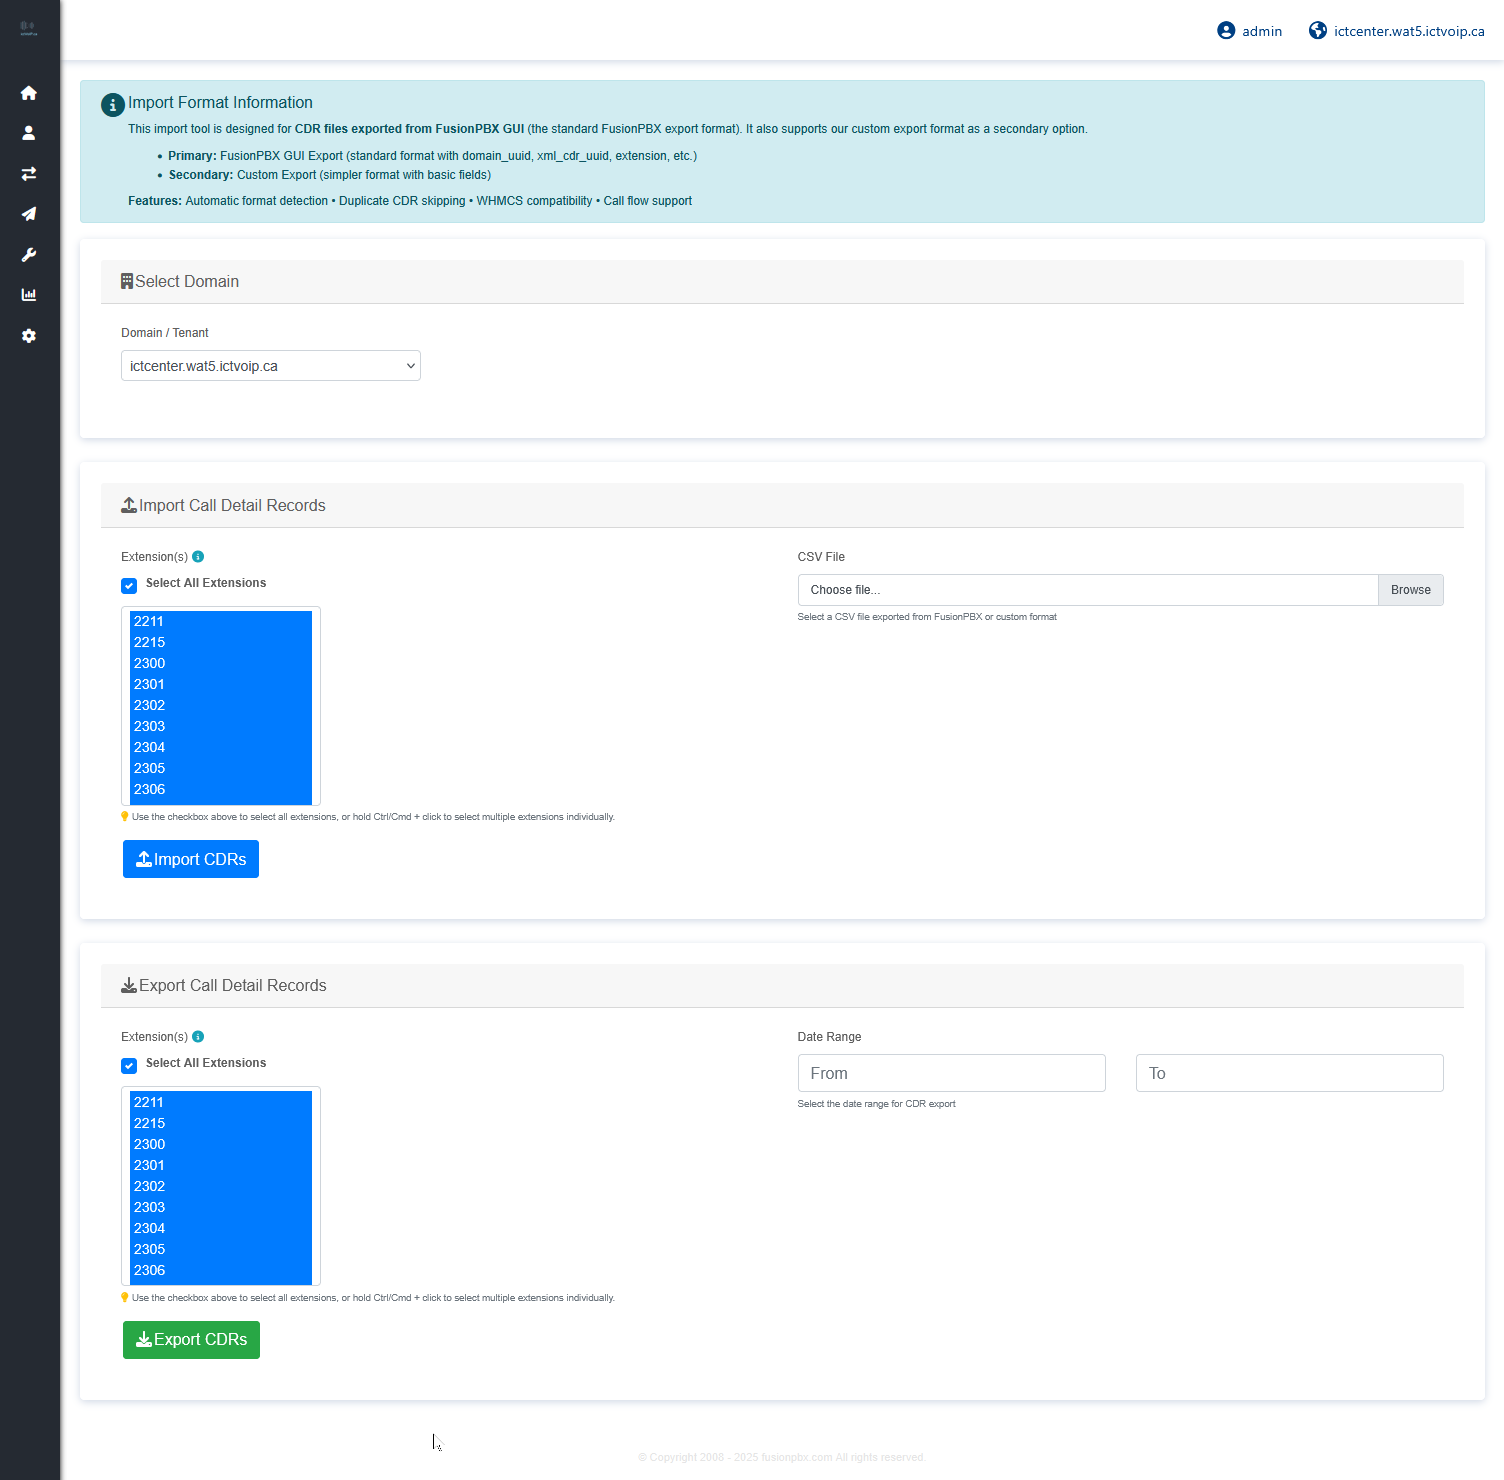 admin
ictcenter.wat5.ictvoip.ca
Import Format Information
This import tool is designed for CDR files exported from FusionPBX GUI (the standard FusionPBX export format). It also supports our custom export format as a secondary option.
• Primary: FusionPBX GUI Export (standard format with domain_uuid, xml_cdr_uuid, extension, etc.)
• Secondary: Custom Export (simpler format with basic fields)
Features: Automatic format detection • Duplicate CDR skipping • WHMCS compatibility • Call flow support
Select Domain
Domain / Tenant
ictcenter.wat5.ictvoip.ca
Import Call Detail Records
Extension(s)
Select All Extensions
2211
2215
2300
2301
2302
2303
2304
2305
2306
Use the checkbox above to select all extensions, or hold Ctrl/Cmd + click to select multiple extensions individually.
Import CDRs
CSV File
Choose file...
Browse
Select a CSV file exported from FusionPBX or custom format
Export Call Detail Records
Extension(s)
Select All Extensions
2211
2215
2300
2301
2302
2303
2304
2305
2306
Use the checkbox above to select all extensions, or hold Ctrl/Cmd + click to select multiple extensions individually.
Export CDRs
Date Range
From
To
Select the date range for CDR export
© Copyright 2008 - 2025 fusionpbx.com All rights reserved.